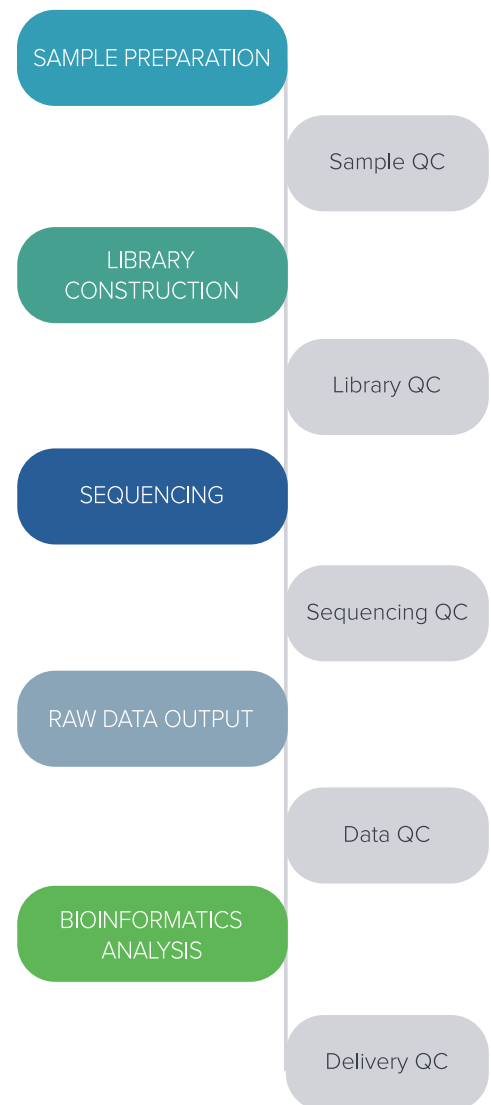 SAMPLE PREPARATION
Sample QC
LIBRARY
CONSTRUCTION
Library QC
SEQUENCING
Sequencing QC
RAW DATA OUTPUT
Data QC
BIOINFORMATICS
ANALYSIS
Delivery QC